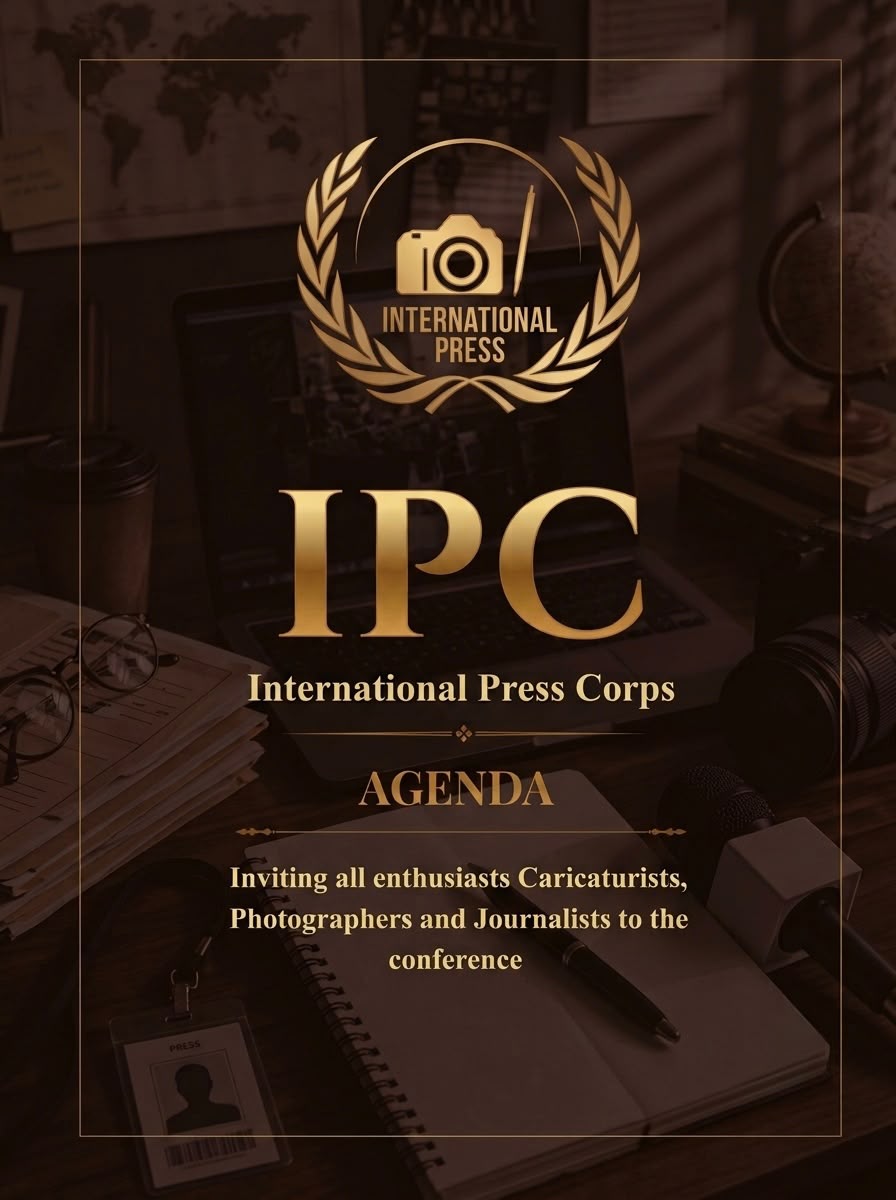 INTERNATIONAL
PRESS
IPC
International Press Corps
AGENDA
Inviting all enthusiasts Caricaturists,
Photographers and Journalists to the
conference
PRESS